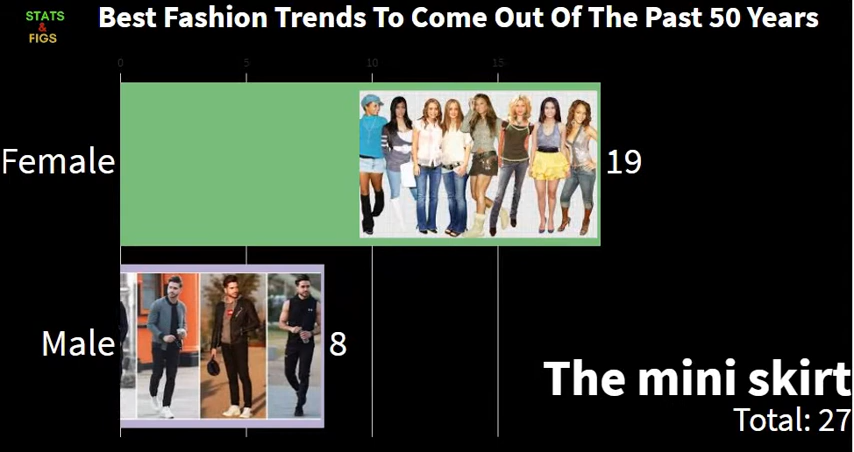 STATS
&
FIGS
Best Fashion Trends To Come Out Of The Past 50 Years
0 5 10 15
Female 19
Male 8
The mini skirt
Total: 27